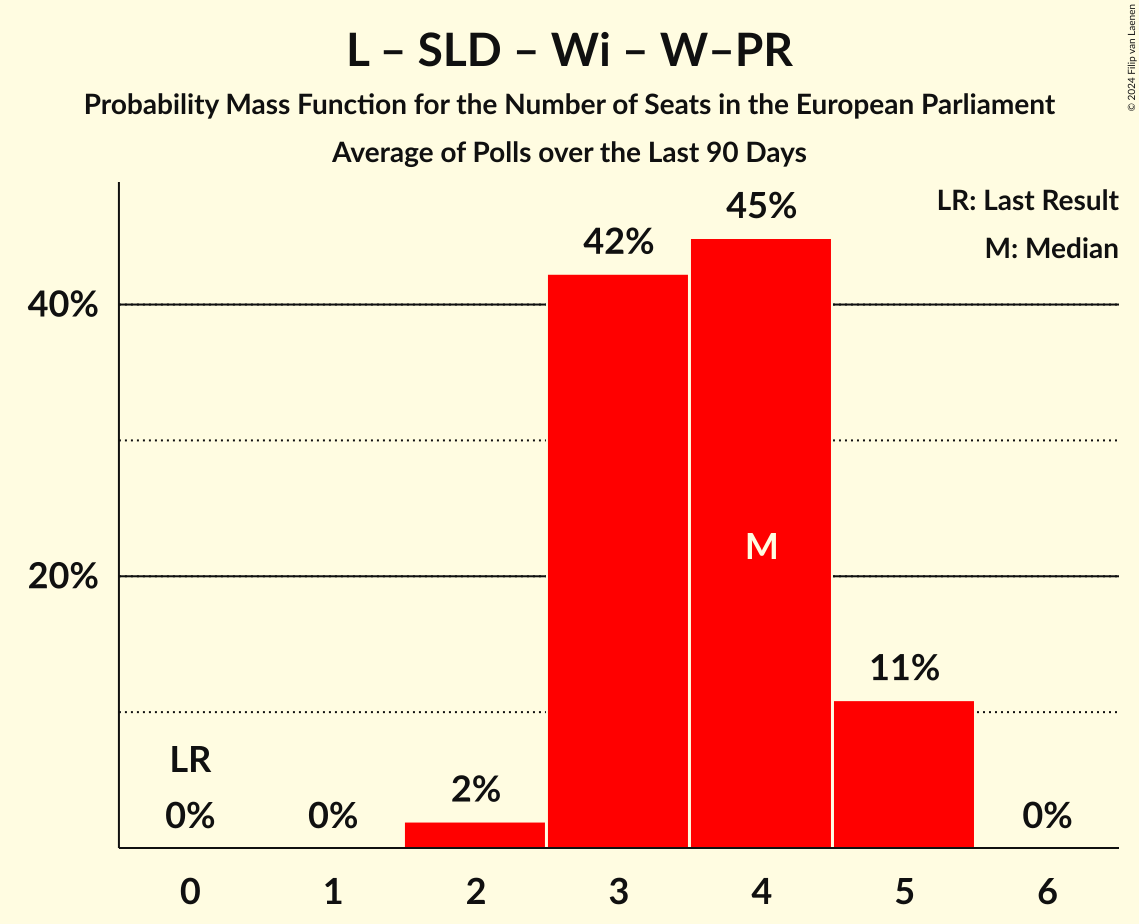 L – SLD – Wi – W–PR
Probability Mass Function for the Number of Seats in the European Parliament
Average of Polls over the Last 90 Days
© 2024 Filip van Laenen
LR: Last Result
M: Median
45%
42%
40%
M
20%
11%
LR
2%
0%
0%
0%
0
1
2
3
4
5
6